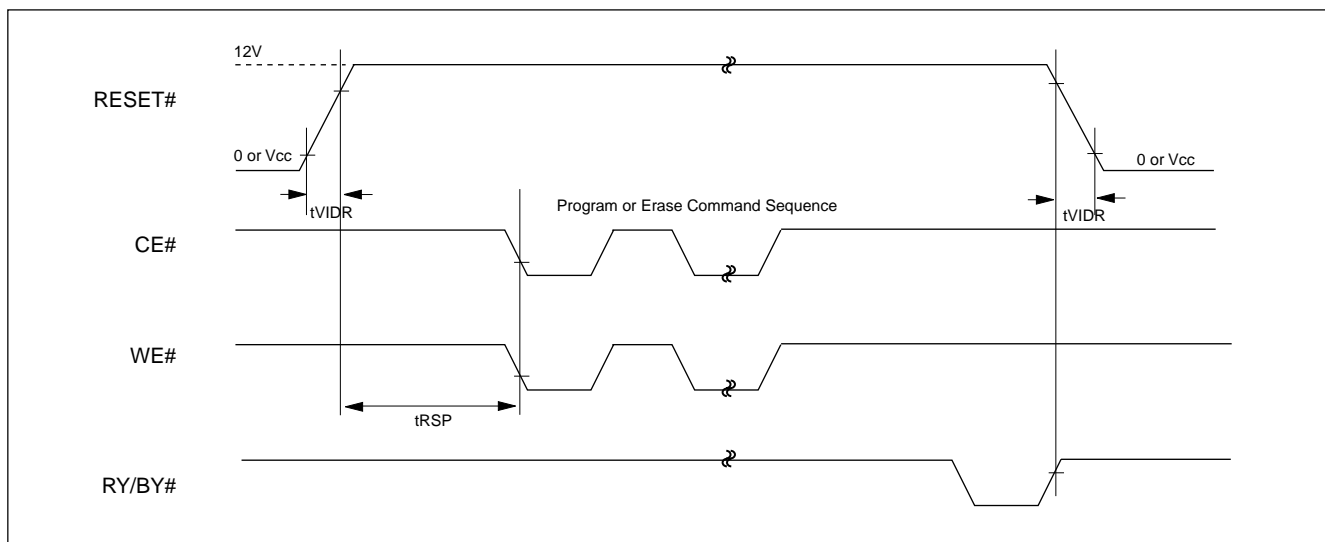 12V
RESET#
0 or Vcc
0 or Vcc
tVIDR
Program or Erase Command Sequence
tVIDR
CE#
WE#
tRSP
RY/BY#